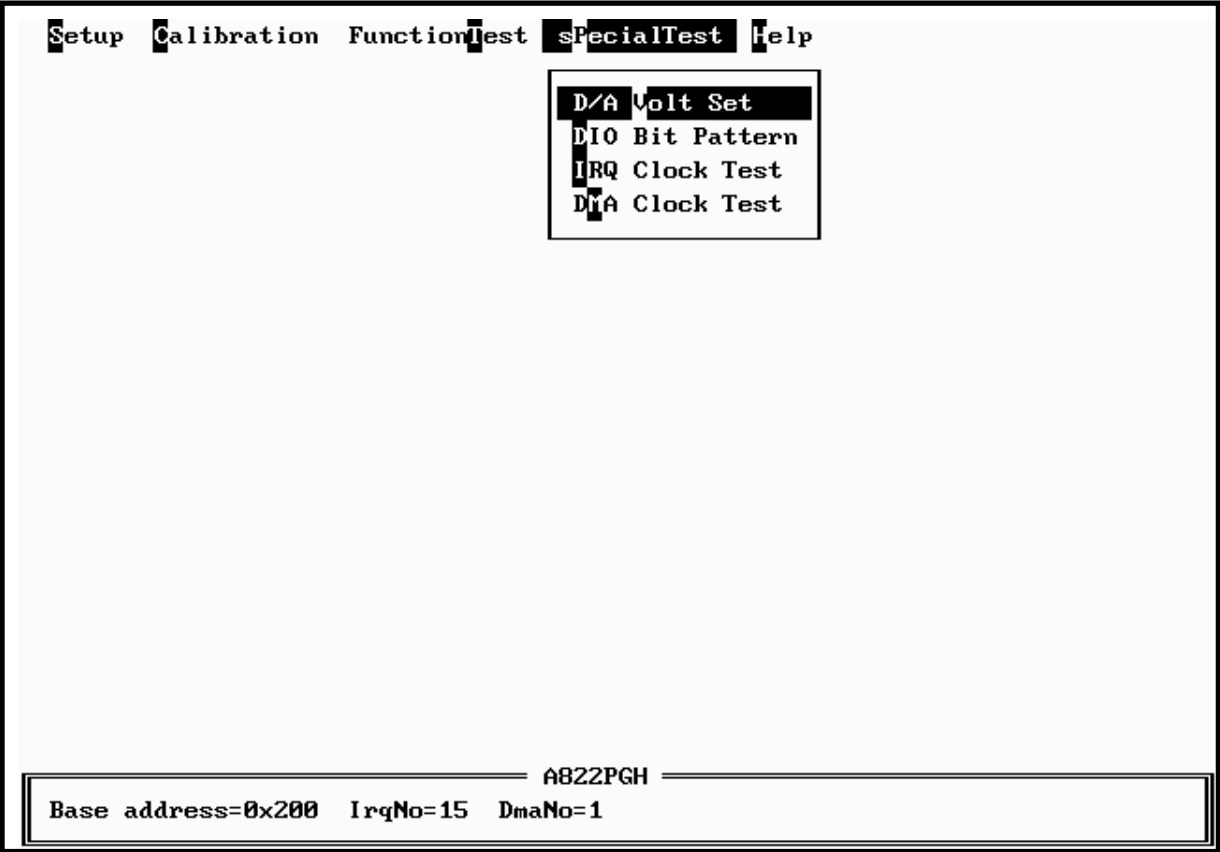 Setup Calibration FunctionTest sPecialTest Help
D/A Volt Set
DIO Bit Pattern
IRQ Clock Test
DMA Clock Test
A822PGH
Base address=0x200 IrqNo=15 DmaNo=1